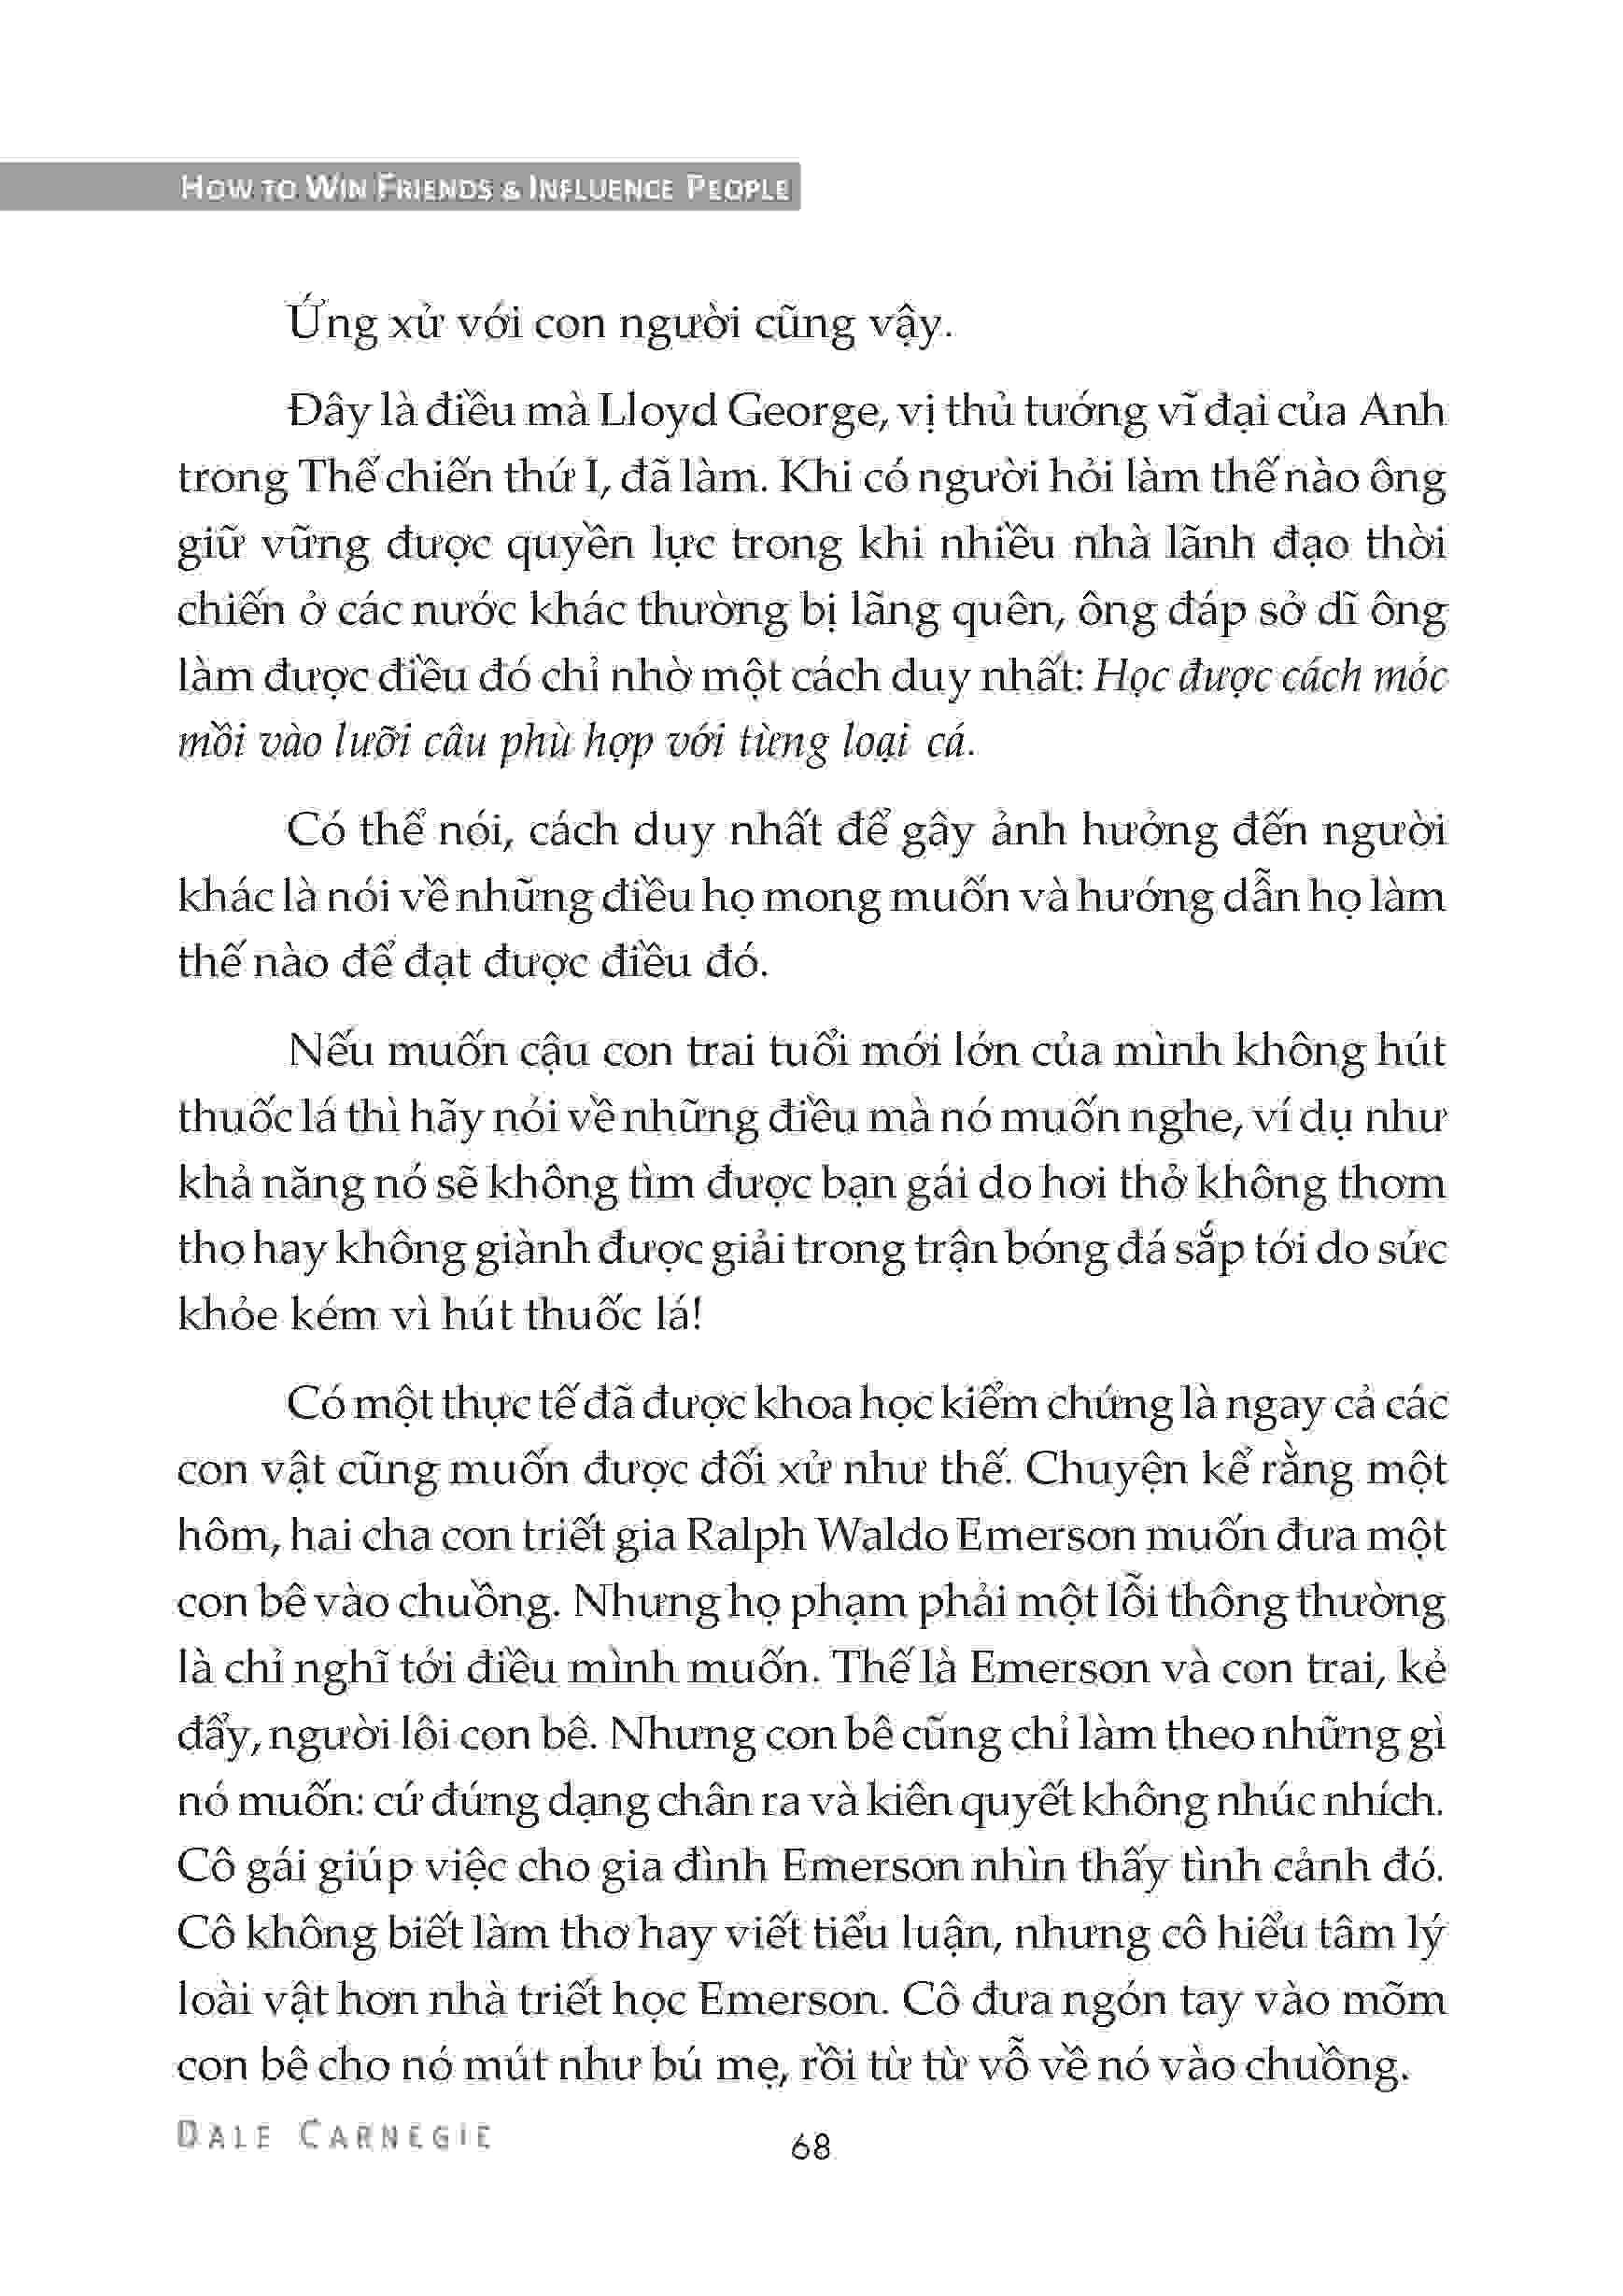 HOW TO WIN FRIENDS & INFLUENCE PEOPLE
Ứng xử với con người cũng vậy.
Đây là điều mà Lloyd George, vị thủ tướng vĩ đại của Anh
trong Thế chiến thứ I, đã làm. Khi có người hỏi làm thế nào ông
giữ vững được quyền lực trong khi nhiều nhà lãnh đạo thời
chiến ở các nước khác thường bị lãng quên, ông đáp sở dĩ ông
làm được điều đó chỉ nhờ một cách duy nhất: Học được cách móc
mồi vào lưỡi câu phù hợp với từng loại cá.
Có thể nói, cách duy nhất để gây ảnh hưởng đến người
khác là nói về những điều họ mong muốn và hướng dẫn họ làm
thế nào để đạt được điều đó.
Nếu muốn cậu con trai tuổi mới lớn của mình không hút
thuốc lá thì hãy nói về những điều mà nó muốn nghe, ví dụ như
khả năng nó sẽ không tìm được bạn gái do hơi thở không thơm
tho hay không giành được giải trong trận bóng đá sắp tới do sức
khỏe kém vì hút thuốc lá!
Có một thực tế đã được khoa học kiểm chứng là ngay cả các
con vật cũng muốn được đối xử như thế. Chuyện kể rằng một
hôm, hai cha con triết gia Ralph Waldo Emerson muốn đưa một
con bê vào chuồng. Nhưng họ phạm phải một lỗi thông thường
là chỉ nghĩ tới điều mình muốn. Thế là Emerson và con trai, kẻ
đẩy, người lôi con bê. Nhưng con bê cũng chỉ làm theo những gì
nó muốn: cứ đứng dạng chân ra và kiên quyết không nhúc nhích.
Cô gái giúp việc cho gia đình Emerson nhìn thấy tình cảnh đó.
Cô không biết làm thơ hay viết tiểu luận, nhưng cô hiểu tâm lý
loài vật hơn nhà triết học Emerson. Cô đưa ngón tay vào mõm
con bê cho nó mút như bú mẹ, rồi từ từ vỗ về nó vào chuồng.
DALE CARNEGIE
68